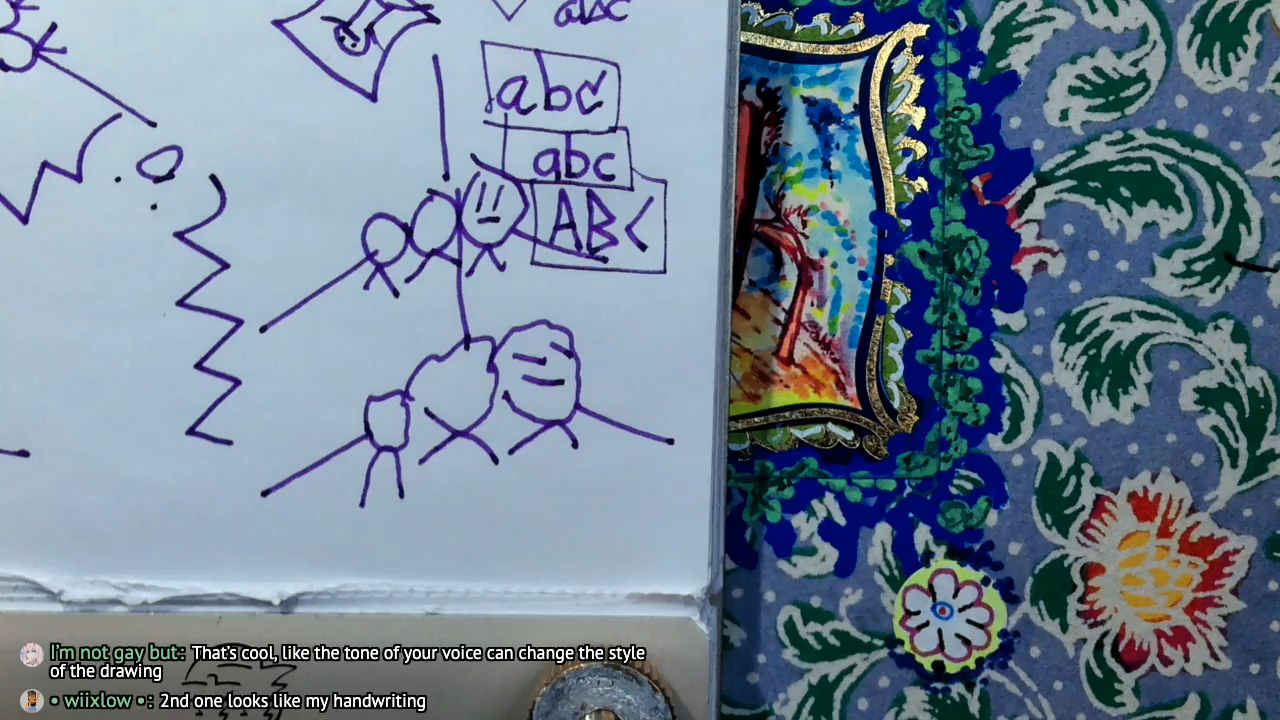 abc
abc
abc
ABC
I'm not gay but:: That's cool, like the tone of your voice can change the style
of the drawing
• wiixlow •: 2nd one looks like my handwriting